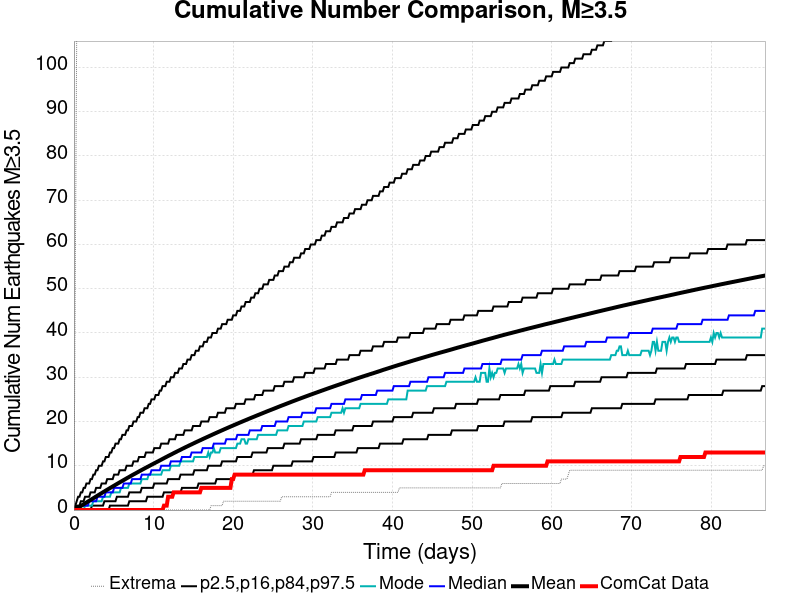 Cumulative Number Comparison, M≥3.5
Cumulative Num Earthquakes M≥3.5
100
90
80
70
60
50
40
30
20
10
0
0 10 20 30 40 50 60 70 80
Time (days)
Extrema p2.5,p16,p84,p97.5 Mode Median Mean ComCat Data